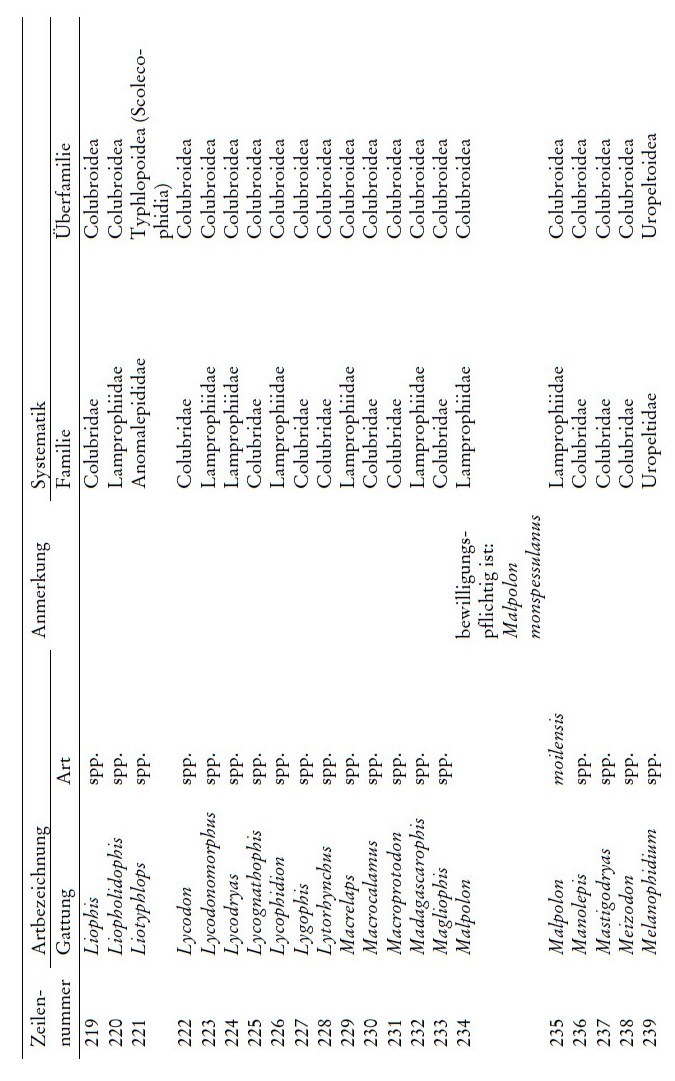 Zeilen- Artbezeichnung Anmerkung Systematik
nummer Gattung Art Familie Überfamilie
219 Liophis spp. Colubridae Colubroidea
220 Liopholidophis spp. Lamprophiidae Colubroidea
221 Liotyphlops spp. Anomalepididae Typhlopoidea (Scoleco-
phidia)
222 Lycodon spp. Colubridae Colubroidea
223 Lycodonomorphus spp. Lamprophiidae Colubroidea
224 Lycodryas spp. Lamprophiidae Colubroidea
225 Lycognathophis spp. Colubridae Colubroidea
226 Lycophidion spp. Lamprophiidae Colubroidea
227 Lygophis spp. Colubridae Colubroidea
228 Lytorhynchus spp. Colubridae Colubroidea
229 Macrelaps spp. Lamprophiidae Colubroidea
230 Macrocalamus spp. Colubridae Colubroidea
231 Macroprotodon spp. Colubridae Colubroidea
232 Madagascarophis spp. Lamprophiidae Colubroidea
233 Magliophis spp. Colubridae Colubroidea
234 Malpolon bewilligungs- Lamprophiidae Colubroidea
pflichtig ist:
Malpolon
monspessulanus
235 Malpolon moilensis Lamprophiidae Colubroidea
236 Manolepis spp. Colubridae Colubroidea
237 Mastigodryas spp. Colubridae Colubroidea
238 Meizodon spp. Colubridae Colubroidea
239 Melanophidium spp. Uropeltidae Uropeltoidea